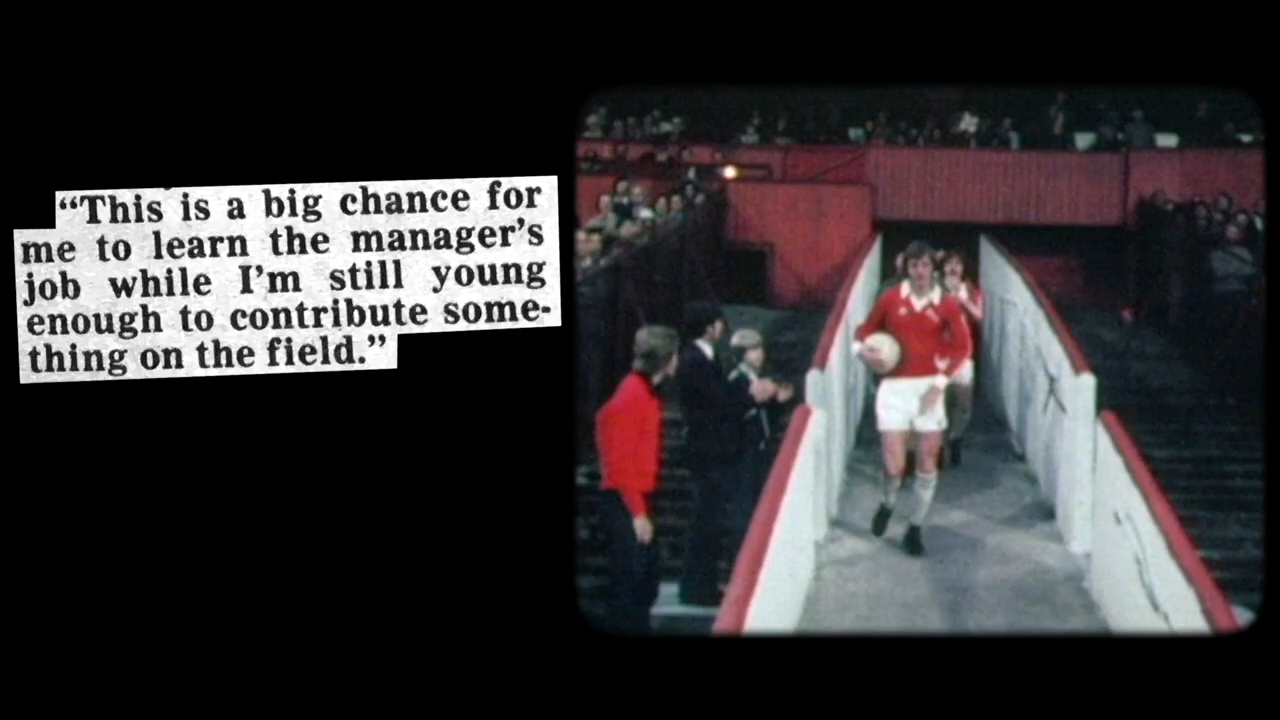 “This is a big chance for
me to learn the manager’s
job while I’m still young
enough to contribute some-
thing on the field.”